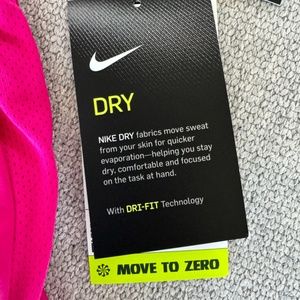 DRY
NIKE DRY fabrics move sweat
from your skin for quicker
evaporation—helping you stay
dry, comfortable and focused
on the task at hand.
With DRI-FIT Technology
MOVE TO ZERO